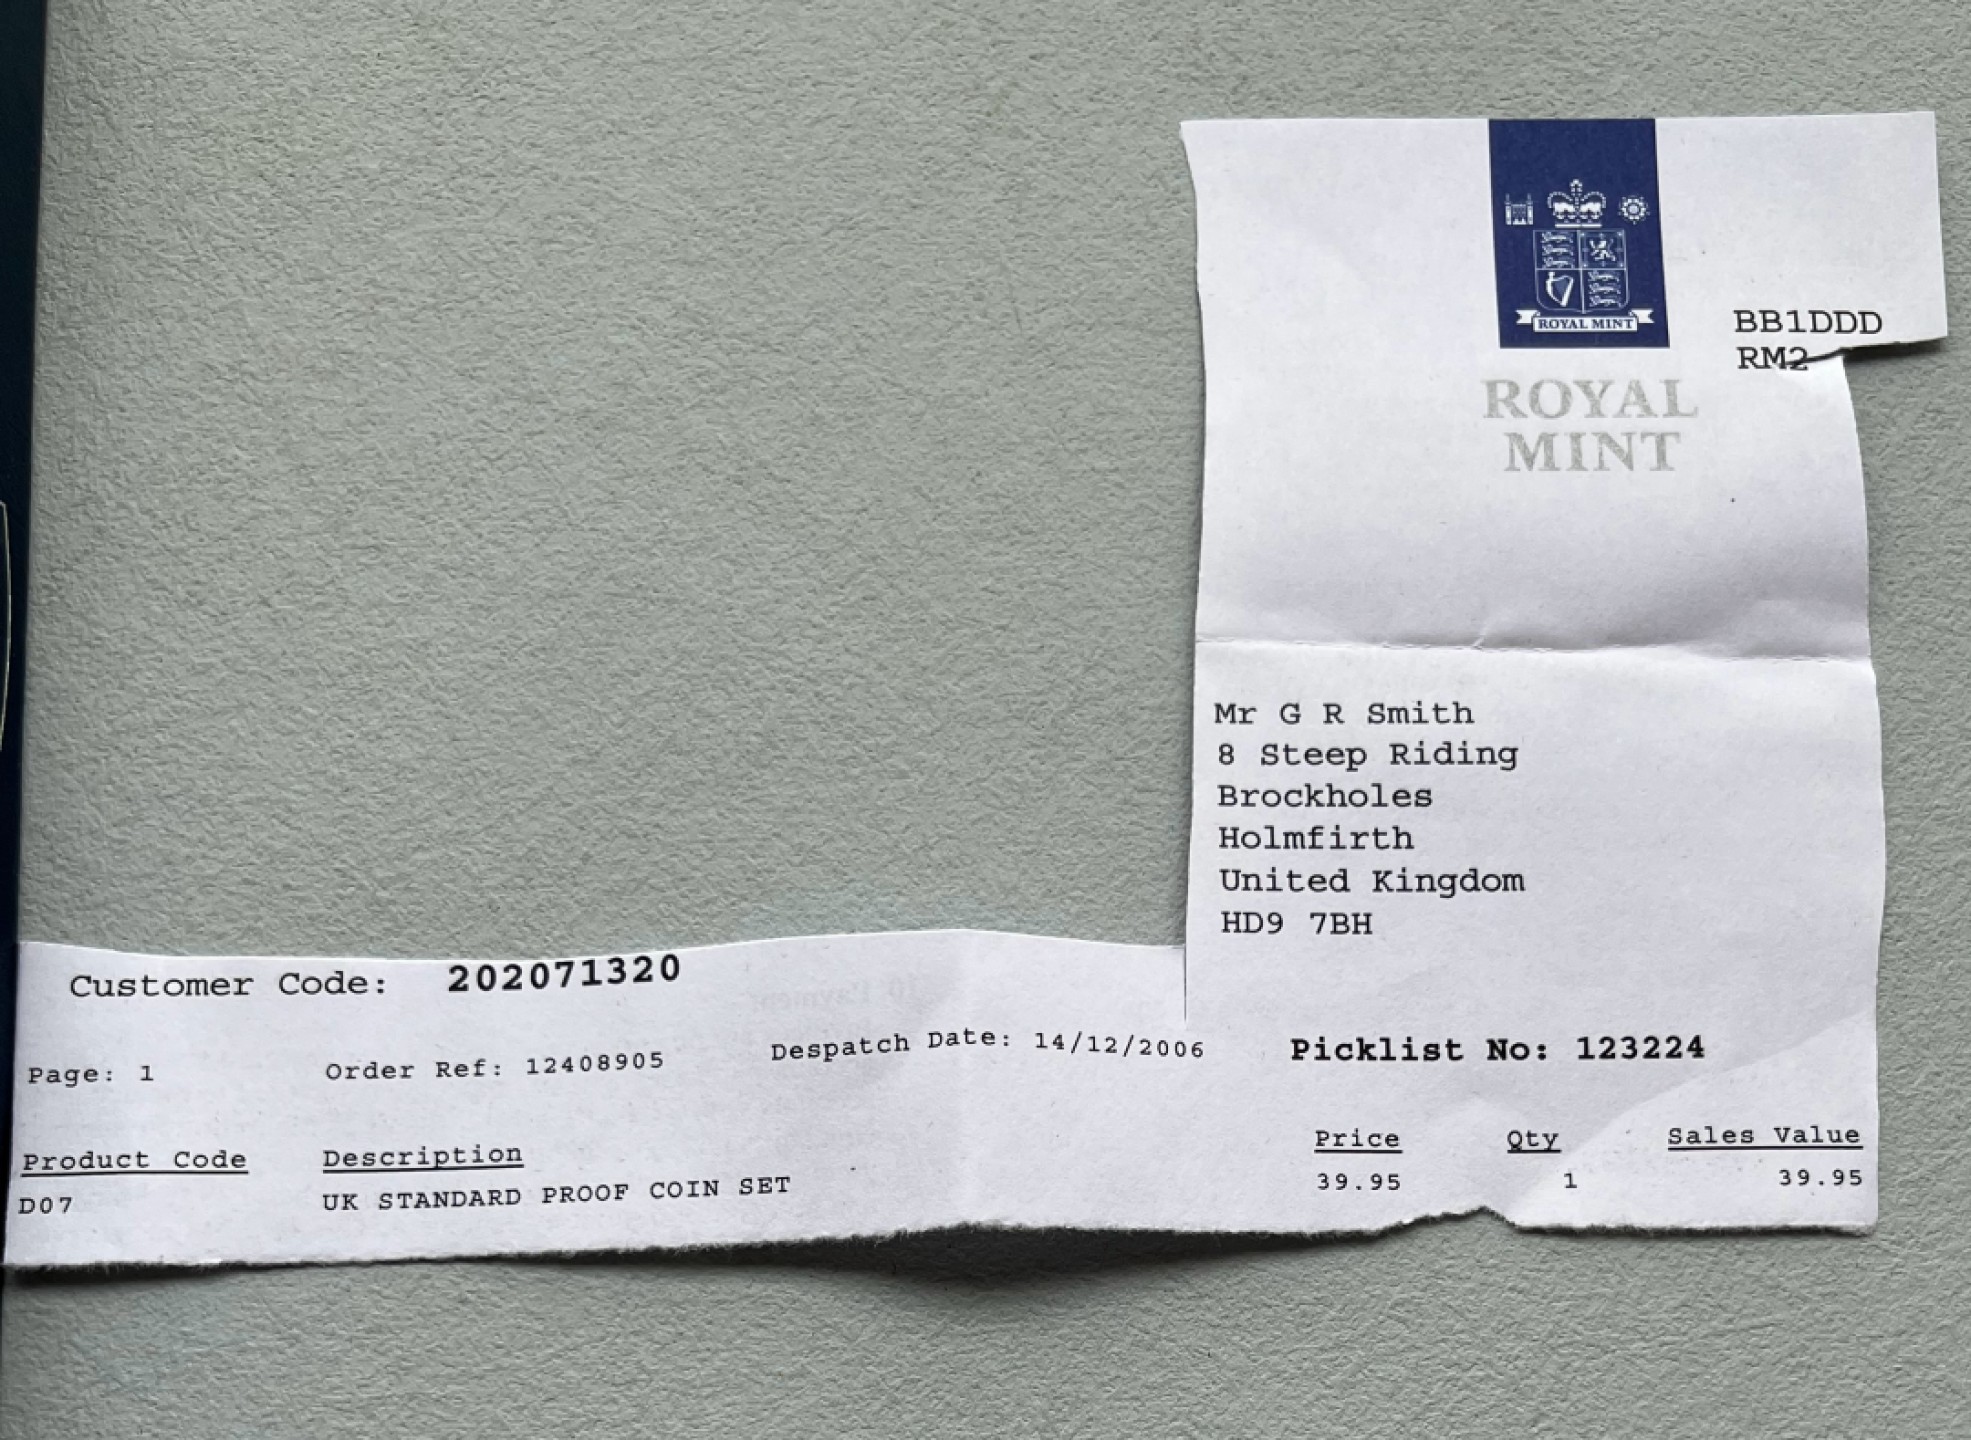 ROYAL MINT
BB1DDD
RM2
ROYAL
MINT
Mr G R Smith
8 Steep Riding
Brockholes
Holmfirth
United Kingdom
HD9 7BH
Customer Code: 202071320
Page: 1 Order Ref: 12408905 Despatch Date: 14/12/2006 Picklist No: 123224
Product Code Description Price Qty Sales Value
D07 UK STANDARD PROOF COIN SET 39.95 1 39.95